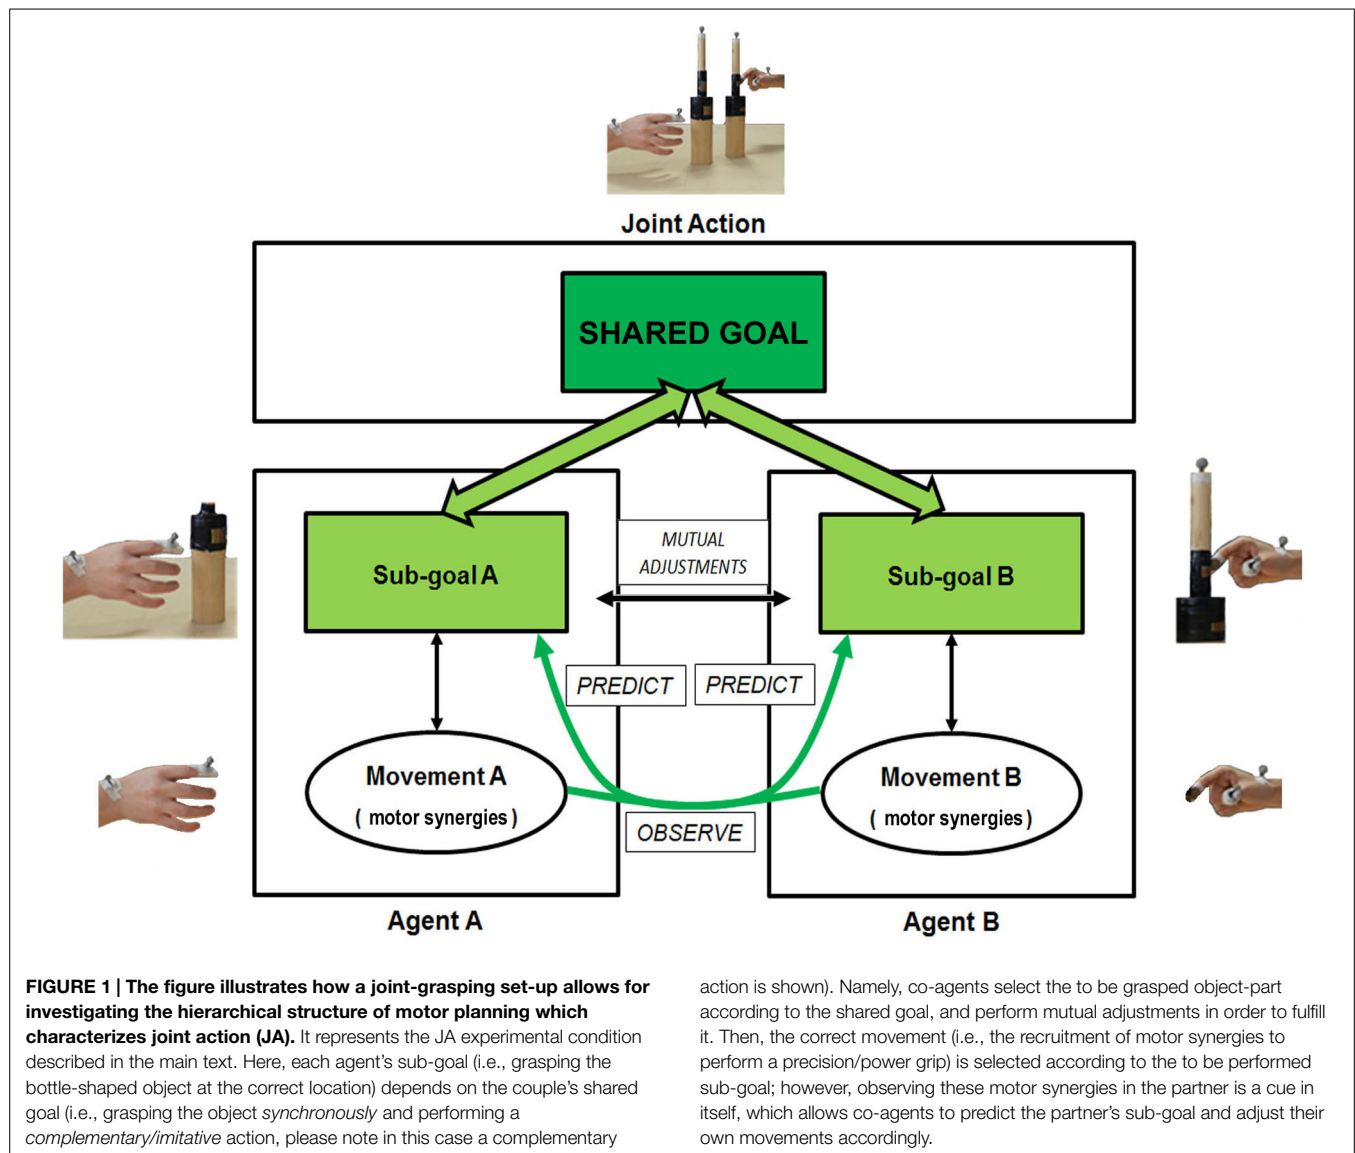 Joint Action
SHARED GOAL
MUTUAL
ADJUSTMENTS
Sub-goal A
Sub-goal B
PREDICT
PREDICT
Movement A
( motor synergies )
Movement B
( motor synergies )
OBSERVE
Agent A
Agent B
FIGURE 1 | The figure illustrates how a joint-grasping set-up allows for
investigating the hierarchical structure of motor planning which
characterizes joint action (JA). It represents the JA experimental condition
described in the main text. Here, each agent’s sub-goal (i.e., grasping the
bottle-shaped object at the correct location) depends on the couple’s shared
goal (i.e., grasping the object synchronously and performing a
complementary/imitative action, please note in this case a complementary
action is shown). Namely, co-agents select the to be grasped object-part
according to the shared goal, and perform mutual adjustments in order to fulfill
it. Then, the correct movement (i.e., the recruitment of motor synergies to
perform a precision/power grip) is selected according to the to be performed
sub-goal; however, observing these motor synergies in the partner is a cue in
itself, which allows co-agents to predict the partner’s sub-goal and adjust their
own movements accordingly.